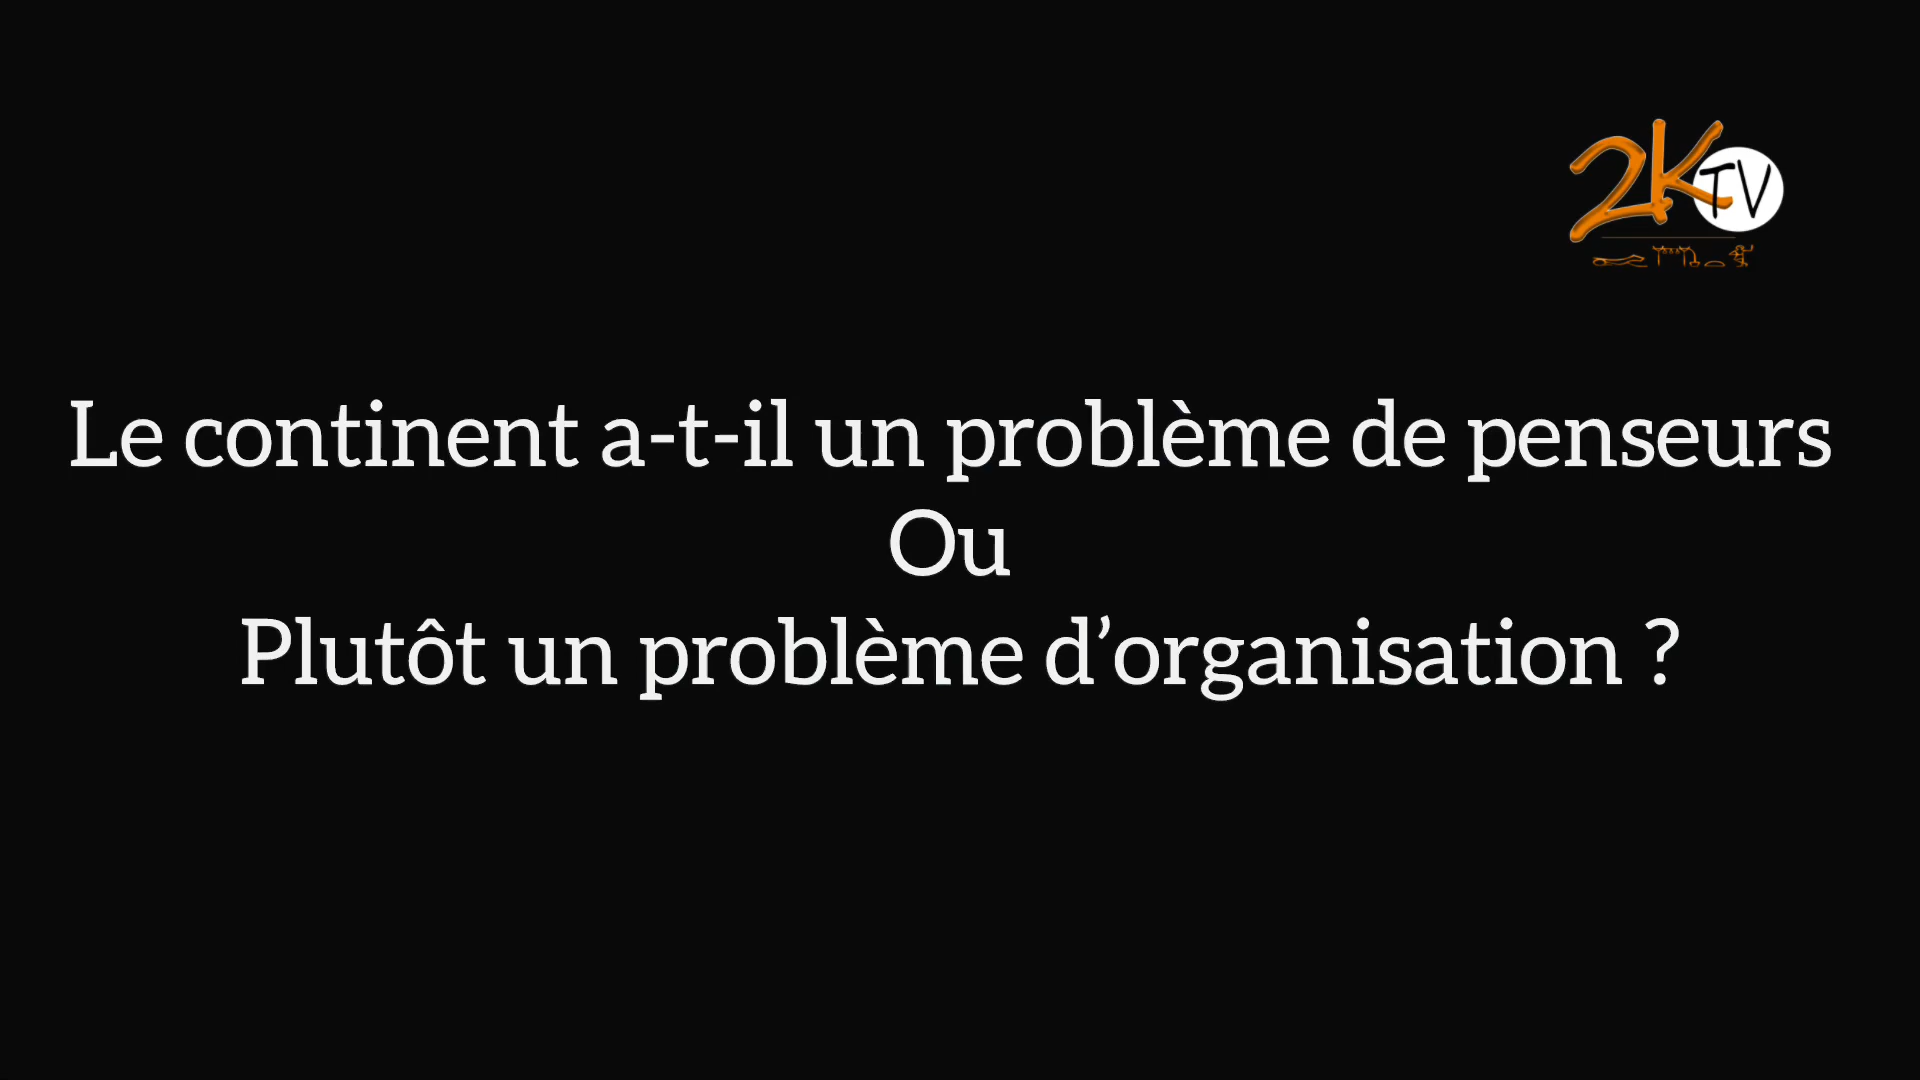 2K TV
Le continent a-t-il un problème de penseurs
Ou
Plutôt un problème d’organisation ?